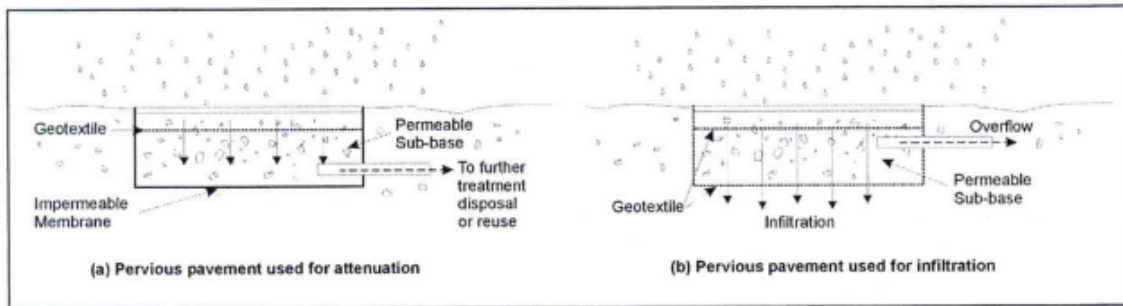 Geotextile
Permeable
Sub-base
To further
treatment
disposal
or reuse
Impermeable
Membrane
(a) Pervious pavement used for attenuation
Overflow
Permeable
Sub-base
Geotextile
Infiltration
(b) Pervious pavement used for infiltration